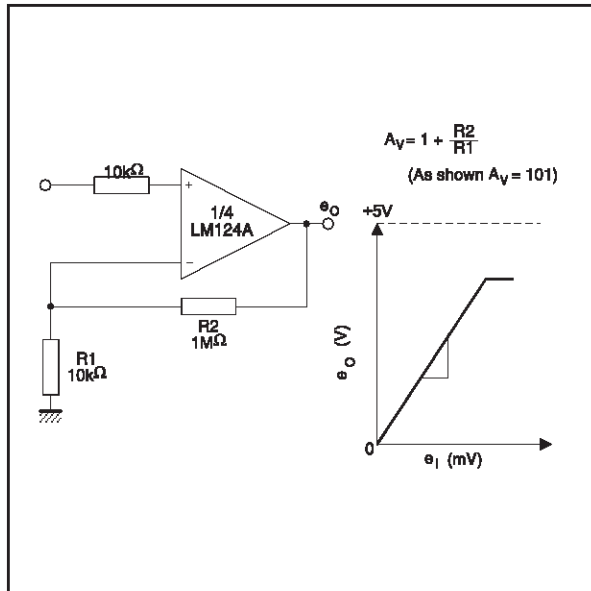 10kΩ
+
1/4
LM124A
−
eO
R2
1MΩ
R1
10kΩ
AV = 1 + R2
R1
(As shown AV = 101)
+5V
eO (V)
0
eI (mV)